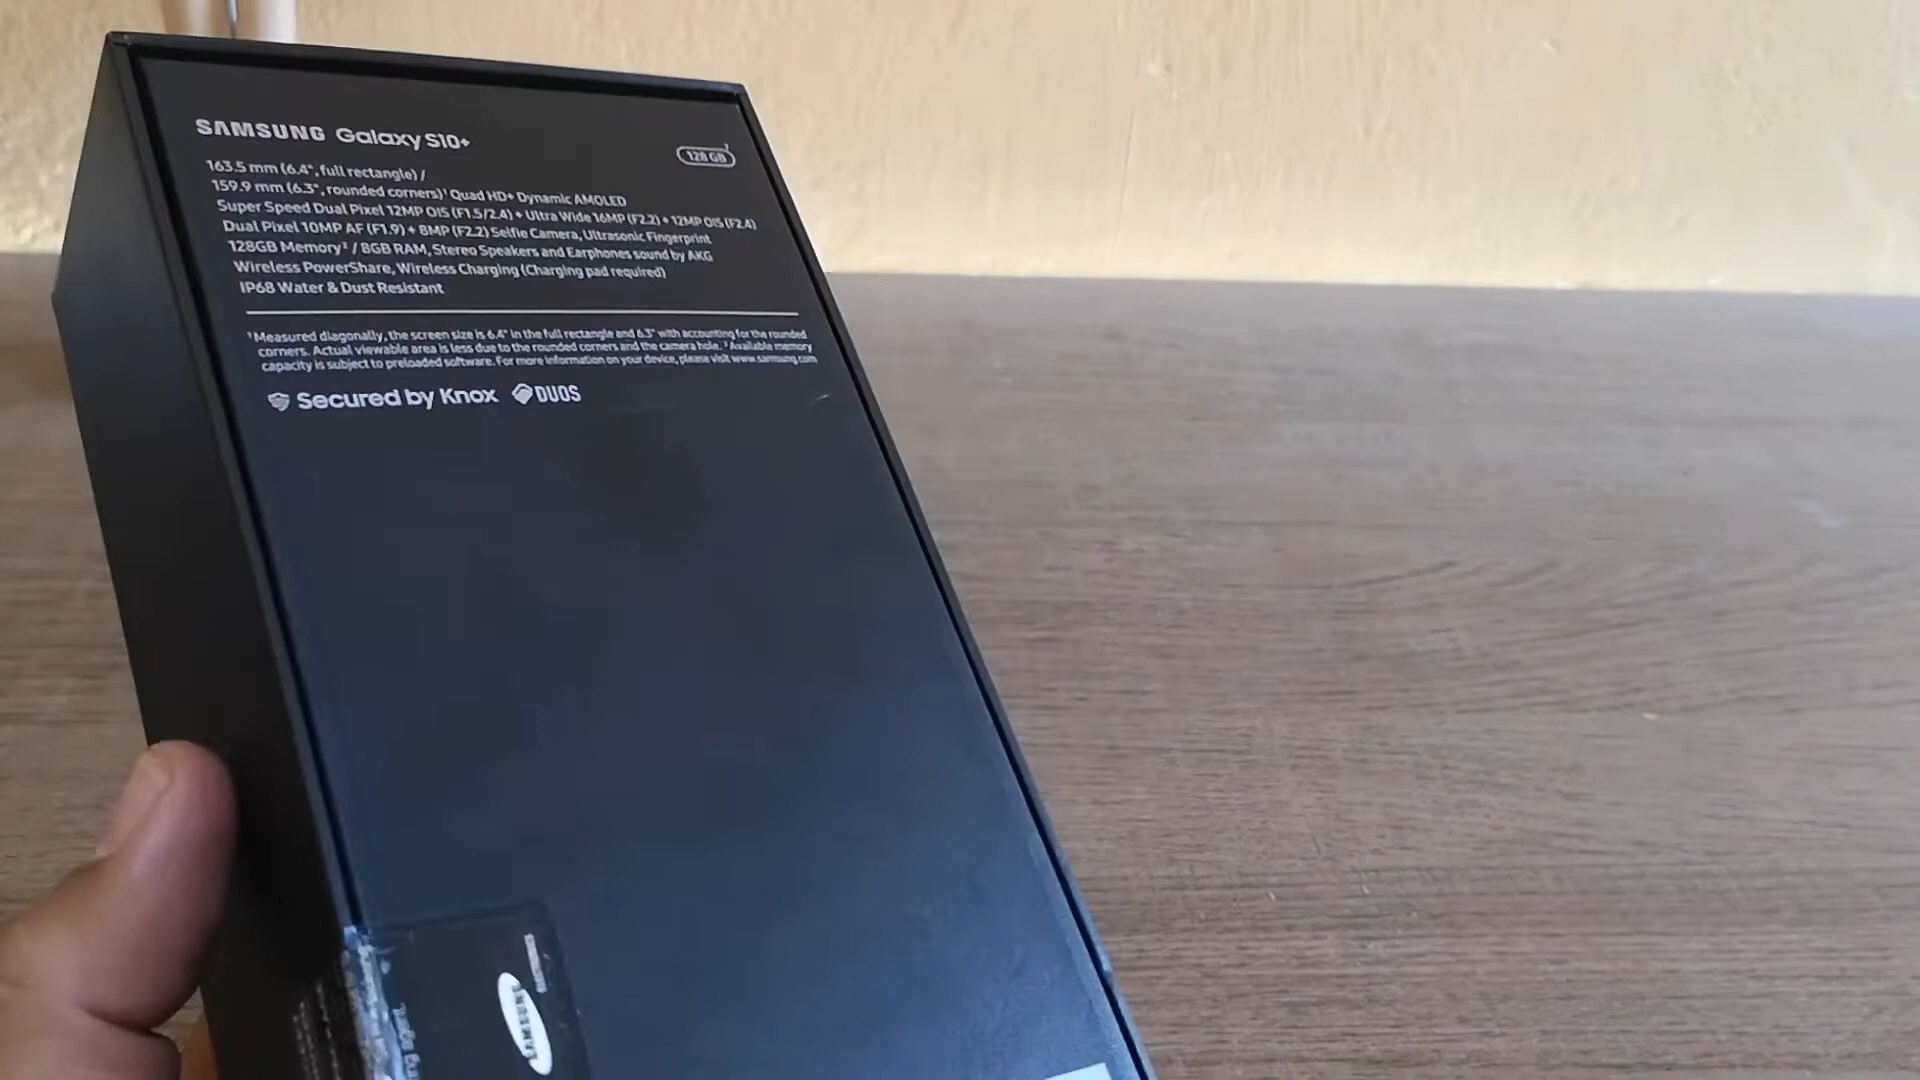 SAMSUNG Galaxy S10+
128 GB²
163.5 mm (6.4", full rectangle) /
159.9 mm (6.3", rounded corners)¹ Quad HD+ Dynamic AMOLED
Super Speed Dual Pixel 12MP OIS (F1.5/2.4) + Ultra Wide 16MP (F2.2) + 12MP OIS (F2.4)
Dual Pixel 10MP AF (F1.9) + 8MP (F2.2) Selfie Camera, Ultrasonic Fingerprint
128GB Memory² / 8GB RAM, Stereo Speakers and Earphones sound by AKG
Wireless PowerShare, Wireless Charging (Charging pad required)
IP68 Water & Dust Resistant
¹Measured diagonally, the screen size is 6.4" in the full rectangle and 6.3" with accounting for the rounded
corners. Actual viewable area is less due to the rounded corners and the camera hole. ²Available memory
capacity is subject to preloaded software. For more information on your device, please visit www.samsung.com
Secured by Knox DUOS
SAMSUNG